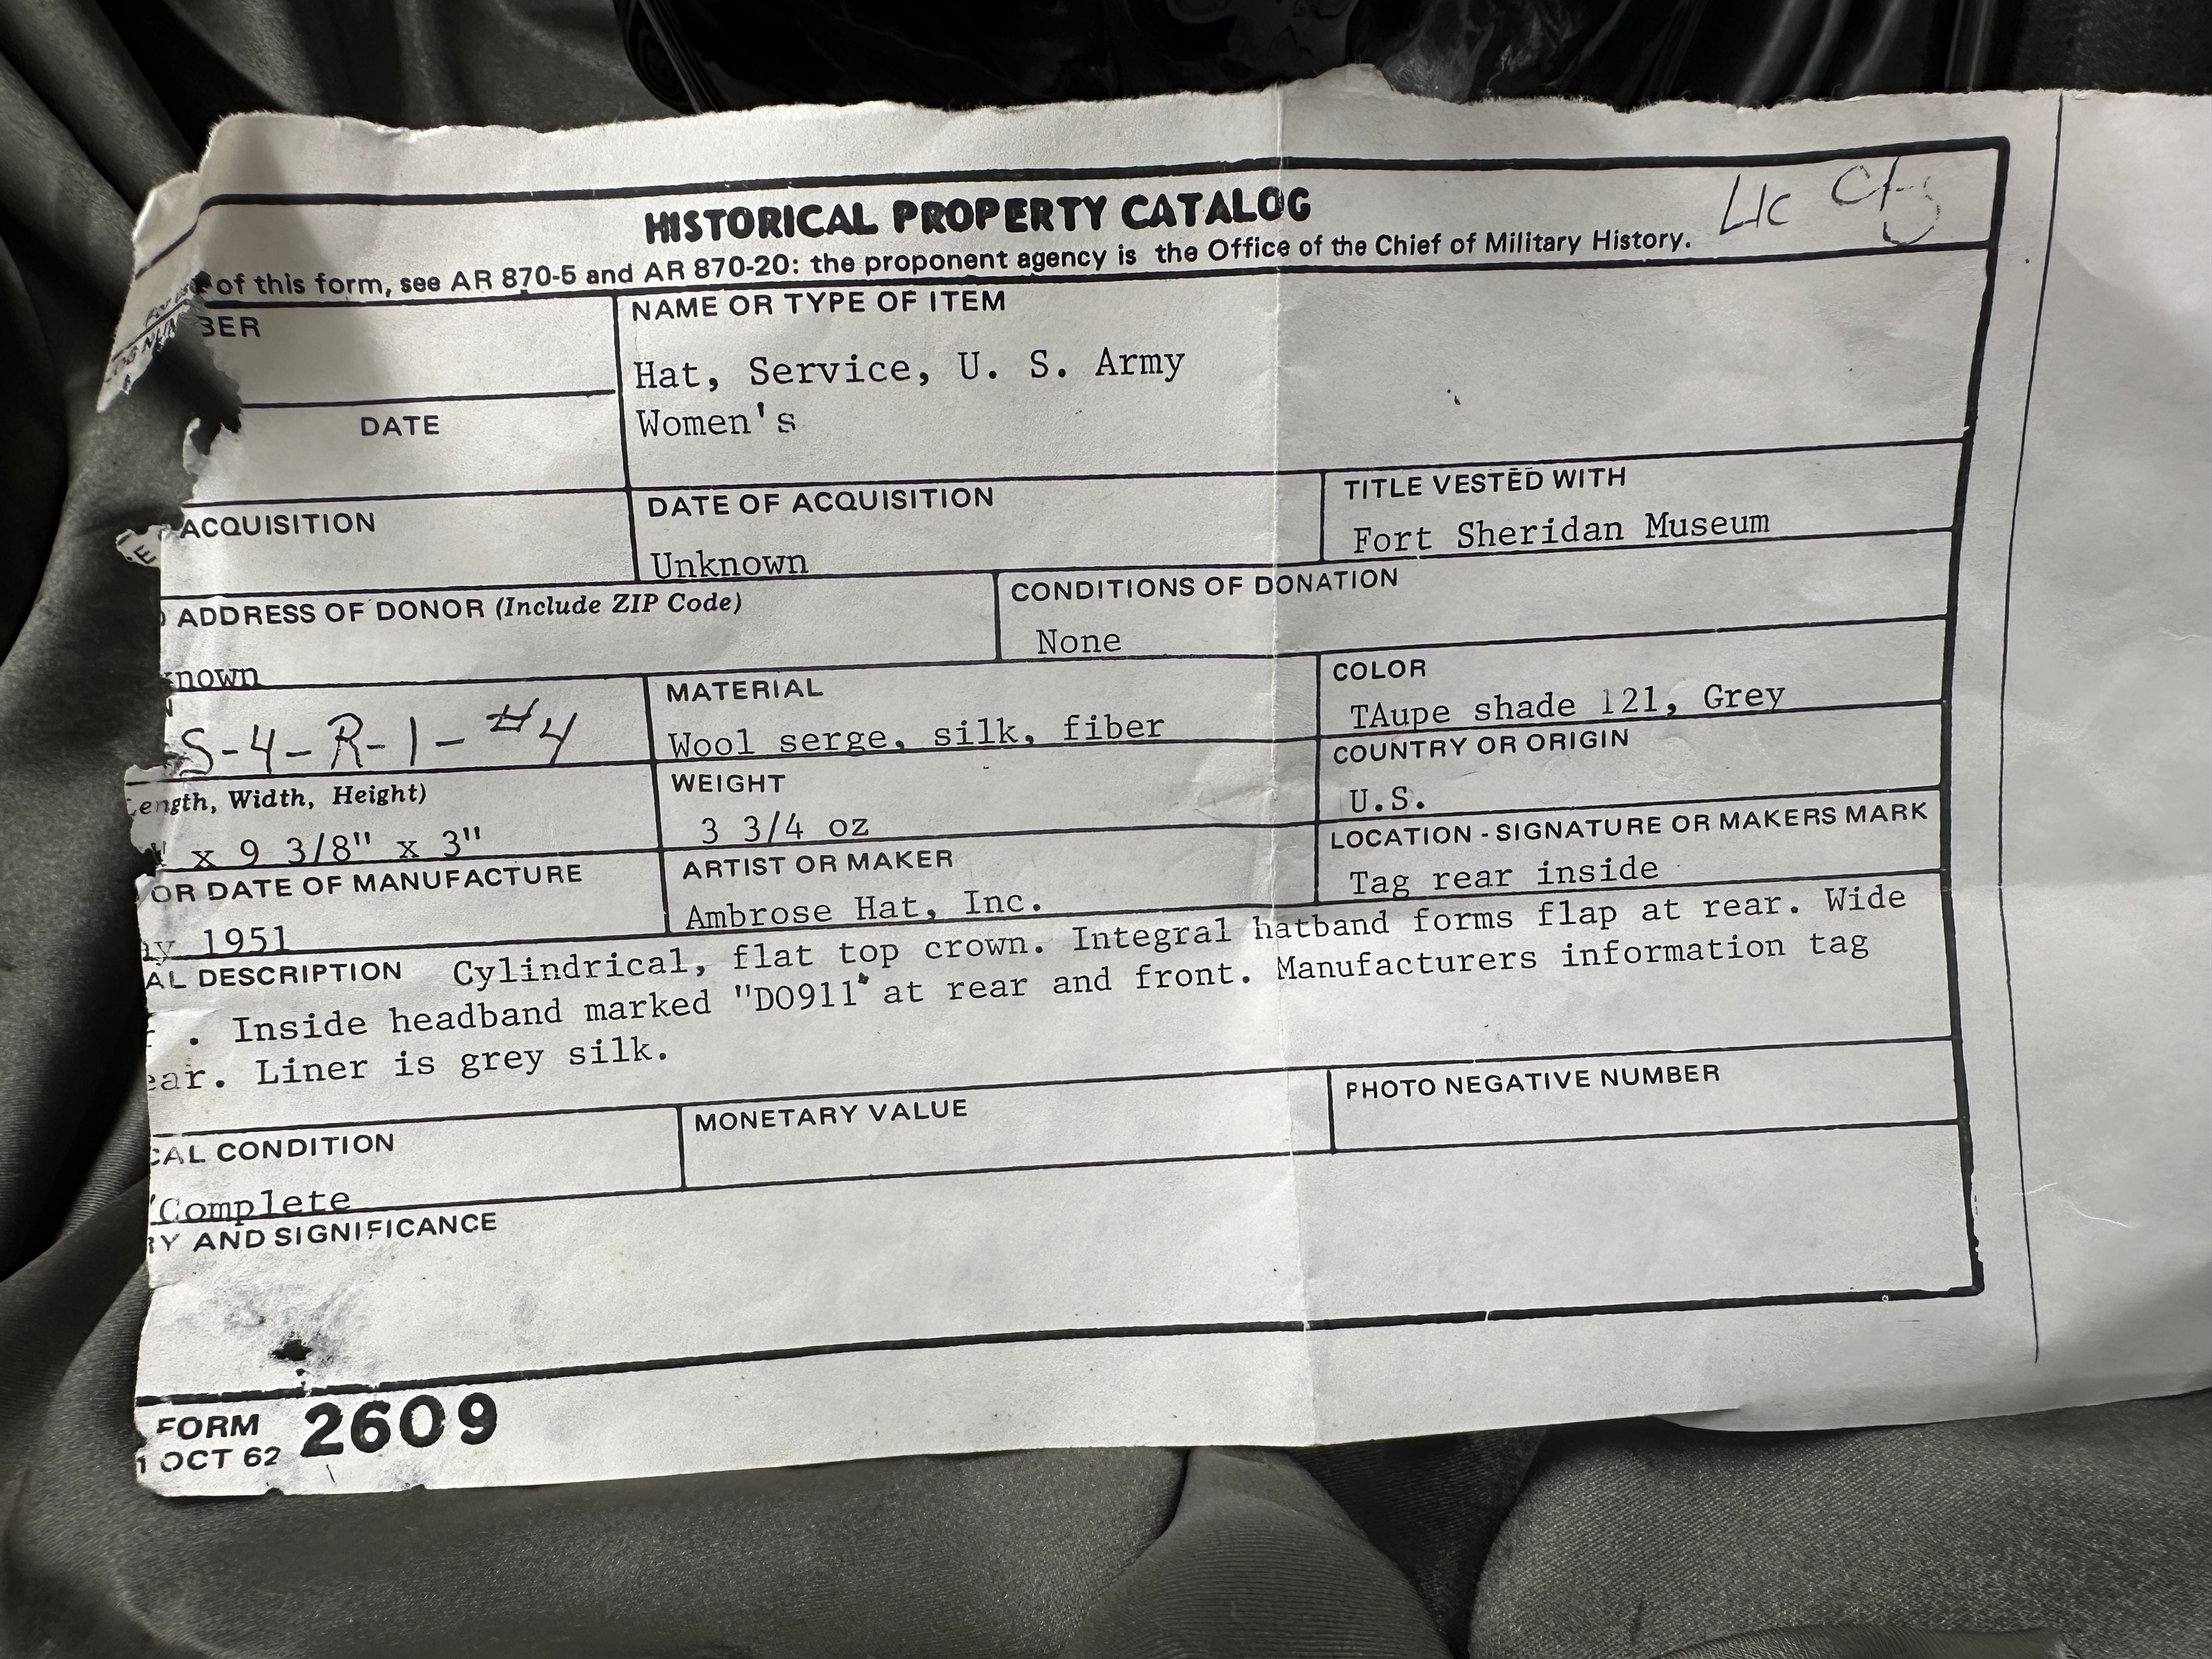 HISTORICAL PROPERTY CATALOG
of this form, see AR 870-5 and AR 870-20: the proponent agency is the Office of the Chief of Military History.
BER
NAME OR TYPE OF ITEM
Hat, Service, U. S. Army
Women's
DATE
ACQUISITION
DATE OF ACQUISITION
Unknown
TITLE VESTED WITH
Fort Sheridan Museum
ADDRESS OF DONOR (Include ZIP Code)
nown
CONDITIONS OF DONATION
None
S-4-R-1-#4
MATERIAL
Wool serge, silk, fiber
COLOR
TAupe shade 121, Grey
COUNTRY OR ORIGIN
U.S.
ength, Width, Height)
x 9 3/8" x 3"
WEIGHT
3 3/4 oz
LOCATION - SIGNATURE OR MAKERS MARK
Tag rear inside
OR DATE OF MANUFACTURE
1951
ARTIST OR MAKER
Ambrose Hat, Inc.
AL DESCRIPTION Cylindrical, flat top crown. Integral hatband forms flap at rear. Wide
. Inside headband marked "DO911" at rear and front. Manufacturers information tag
ear. Liner is grey silk.
CAL CONDITION
Complete
MONETARY VALUE
PHOTO NEGATIVE NUMBER
RY AND SIGNIFICANCE
FORM
1 OCT 62
2609